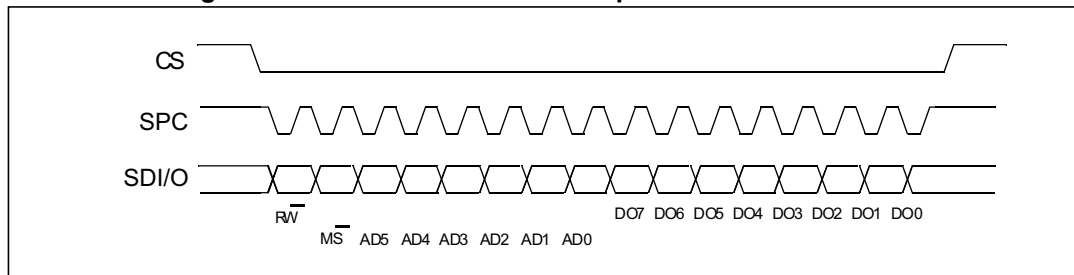 CS
SPC
SDI/O
RW DO7 DO6 DO5 DO4 DO3 DO2 DO1 DO0
MS AD5 AD4 AD3 AD2 AD1 AD0